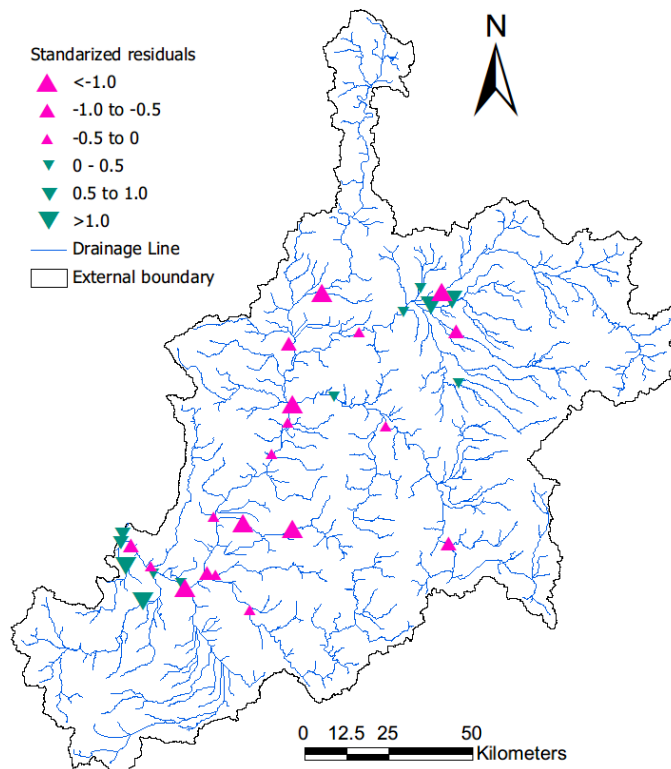 N
Standarized residuals
<-1.0
-1.0 to -0.5
-0.5 to 0
0 - 0.5
0.5 to 1.0
>1.0
Drainage Line
External boundary
0 12.5 25 50
Kilometers